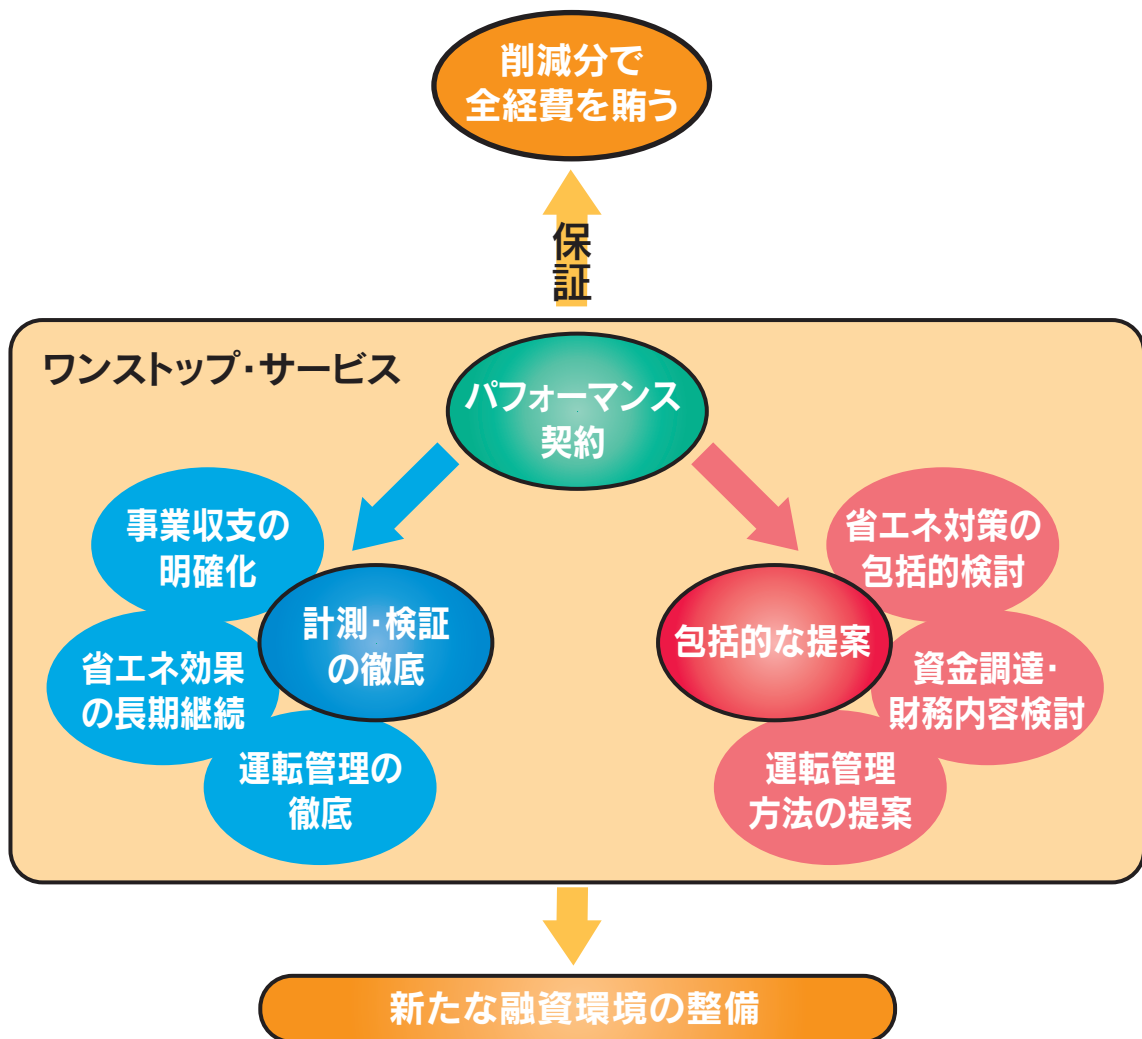 削減分で
全経費を賄う
保証
ワンストップ・サービス
パフォーマンス
契約
事業収支の
明確化
計測・検証
の徹底
省エネ効果
の長期継続
運転管理の
徹底
省エネ対策の
包括的検討
包括的な提案
資金調達・
財務内容検討
運転管理
方法の提案
新たな融資環境の整備